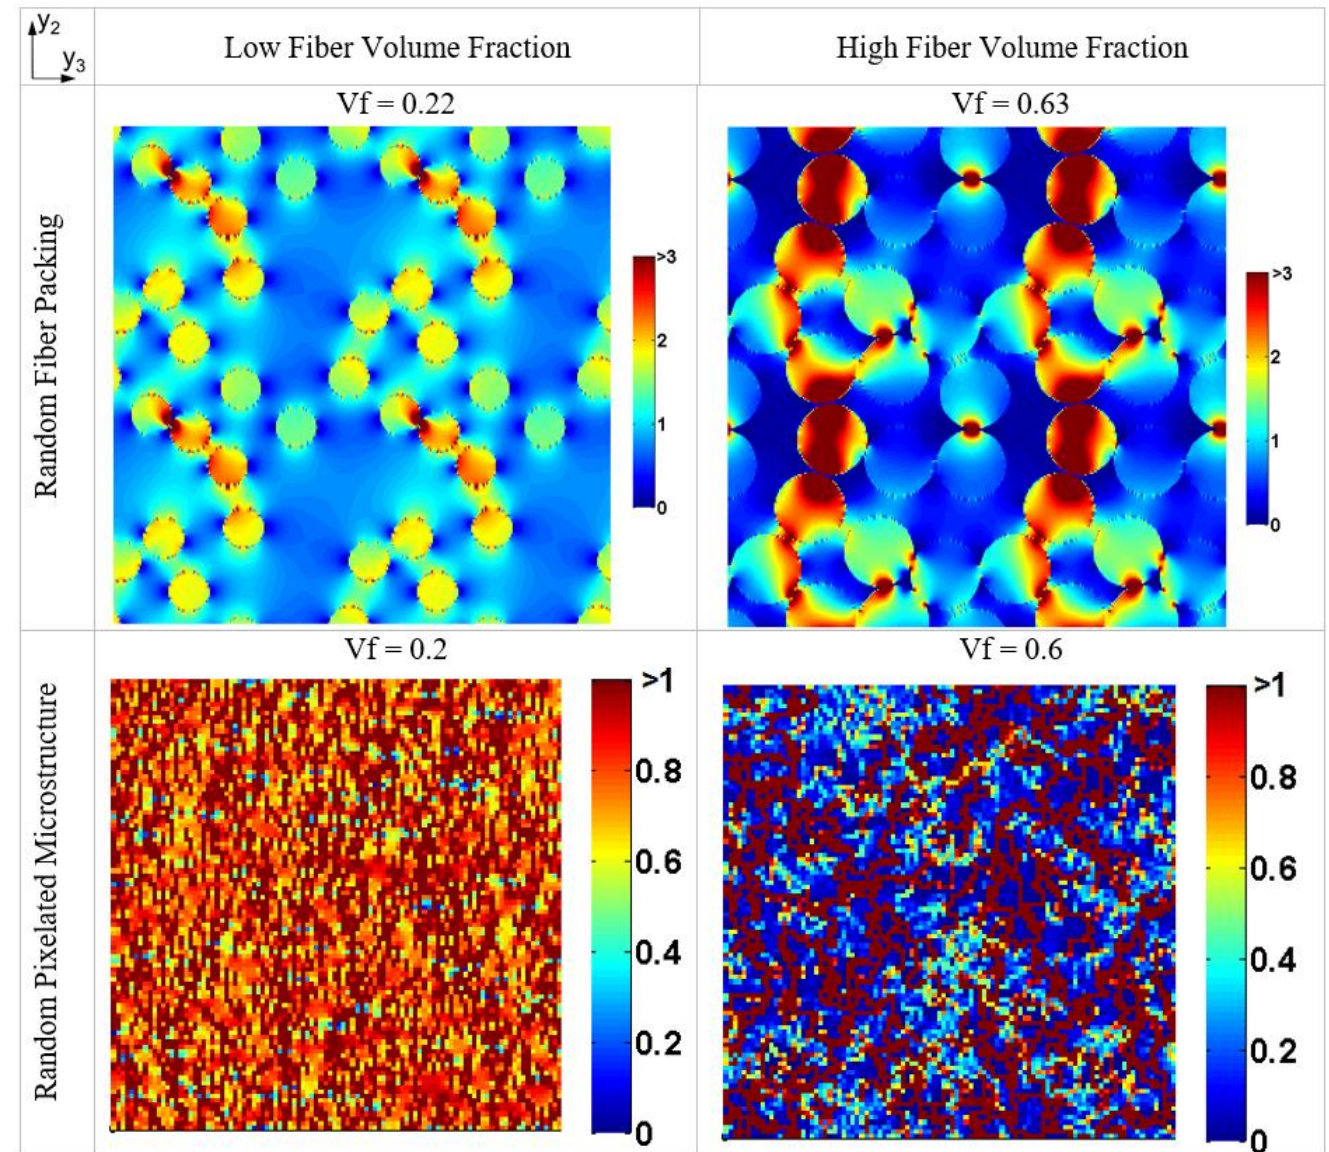 y2
y3
Low Fiber Volume Fraction
High Fiber Volume Fraction
Random Fiber Packing
Vf = 0.22
>3
2
1
0
Vf = 0.63
>3
2
1
0
Random Pixelated Microstructure
Vf = 0.2
>1
0.8
0.6
0.4
0.2
0
Vf = 0.6
>1
0.8
0.6
0.4
0.2
0